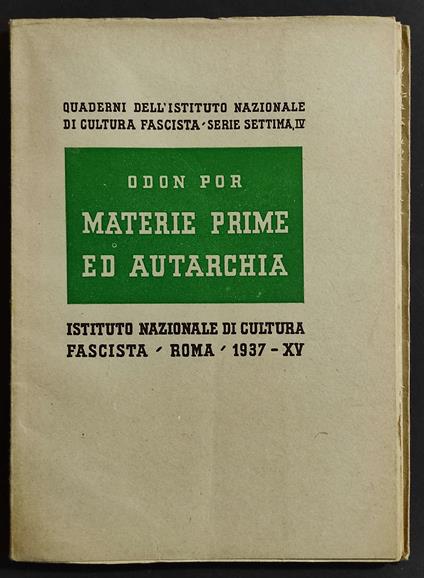 QUADERNI DELL'ISTITUTO NAZIONALE
DI CULTURA FASCISTA - SERIE SETTIMA, IV
ODON POR
MATERIE PRIME
ED AUTARCHIA
ISTITUTO NAZIONALE DI CULTURA
FASCISTA - ROMA - 1937 - XV